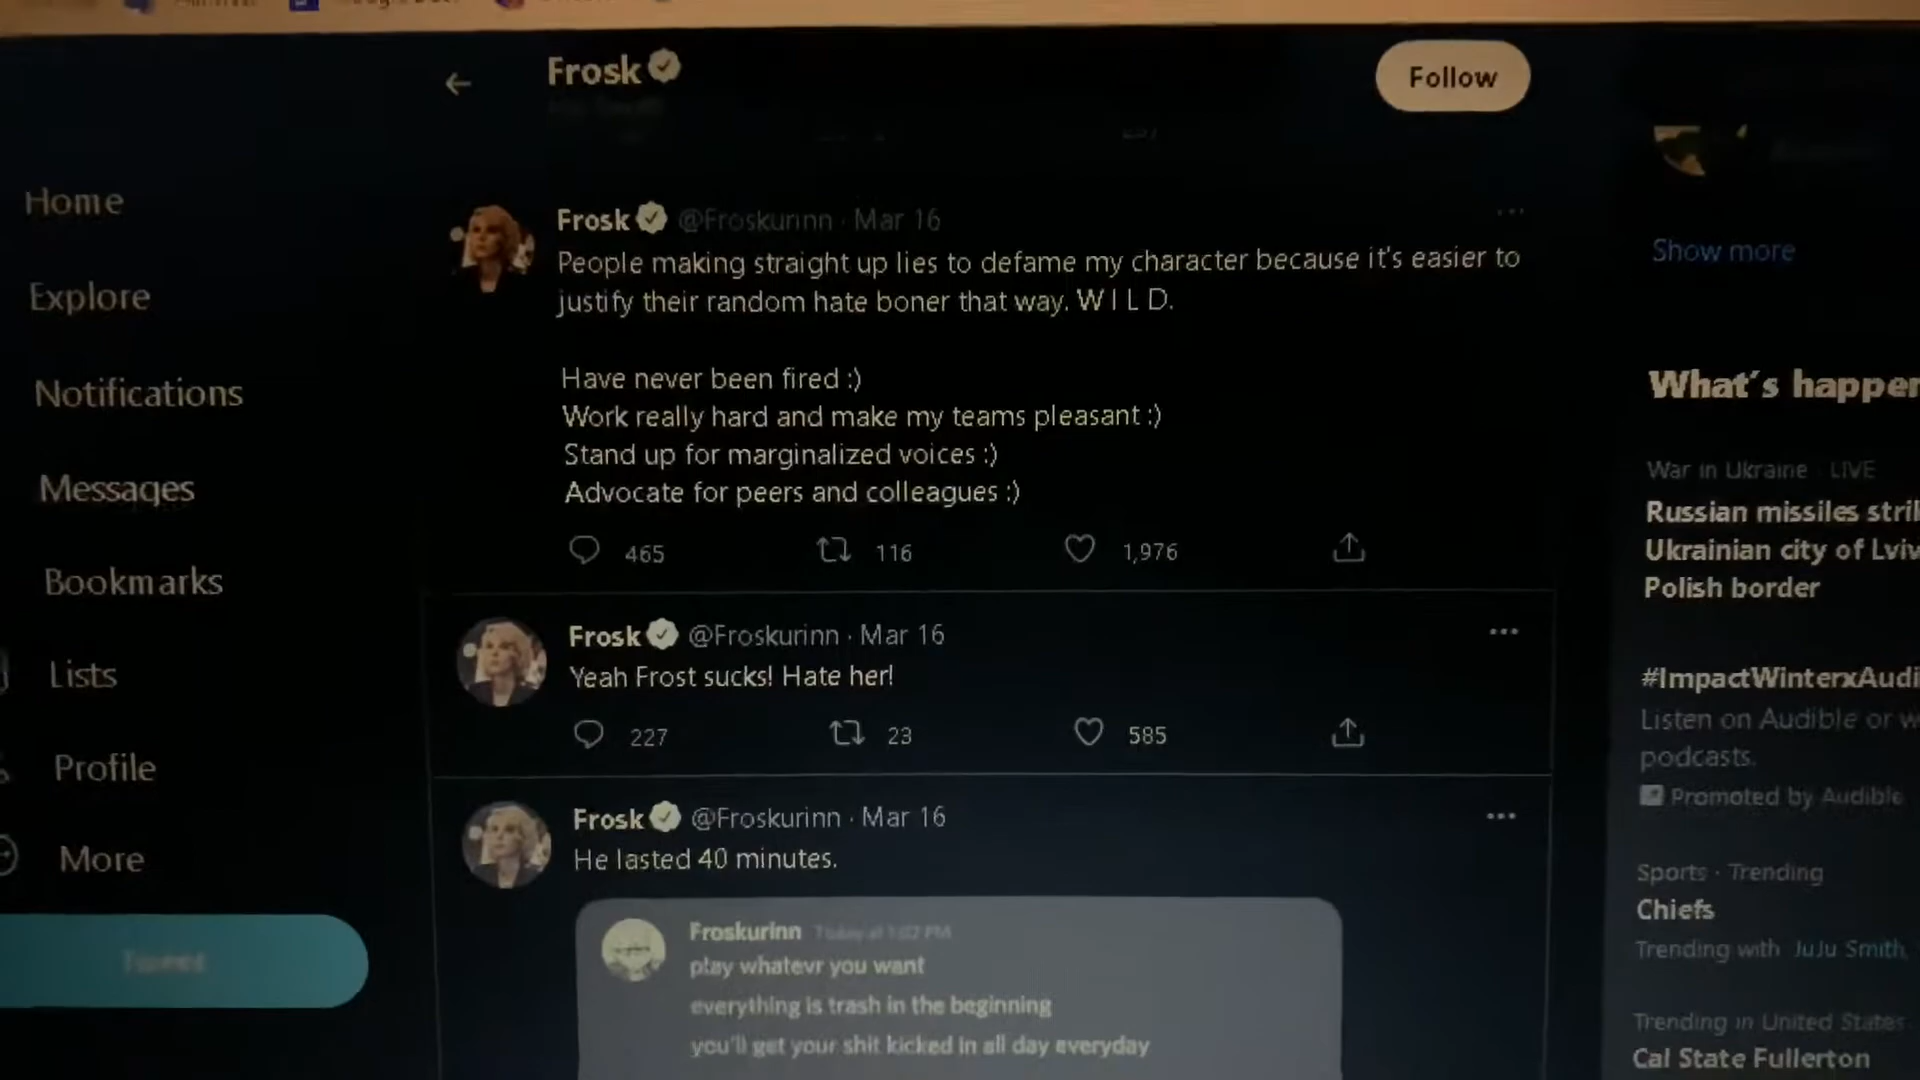 Frosk
Follow
Home
Explore
Notifications
Messages
Bookmarks
Lists
Profile
More
Tweet
Frosk @Froskurinn · Mar 16
People making straight up lies to defame my character because it's easier to
justify their random hate boner that way. W I L D.
Have never been fired :)
Work really hard and make my teams pleasant :)
Stand up for marginalized voices :)
Advocate for peers and colleagues :)
465 116 1,976
Frosk @Froskurinn · Mar 16
Yeah Frost sucks! Hate her!
227 23 585
Frosk @Froskurinn · Mar 16
He lasted 40 minutes.
Froskurinn Today at 1:02 PM
play whatevr you want
everything is trash in the beginning
you'll get your shit kicked in all day everyday
Show more
What's happen
War in Ukraine · LIVE
Russian missiles strik
Ukrainian city of Lviv
Polish border
#ImpactWinterxAudi
Listen on Audible or w
podcasts.
Promoted by Audible
Sports · Trending
Chiefs
Trending with JuJu Smith,
Trending in United States
Cal State Fullerton